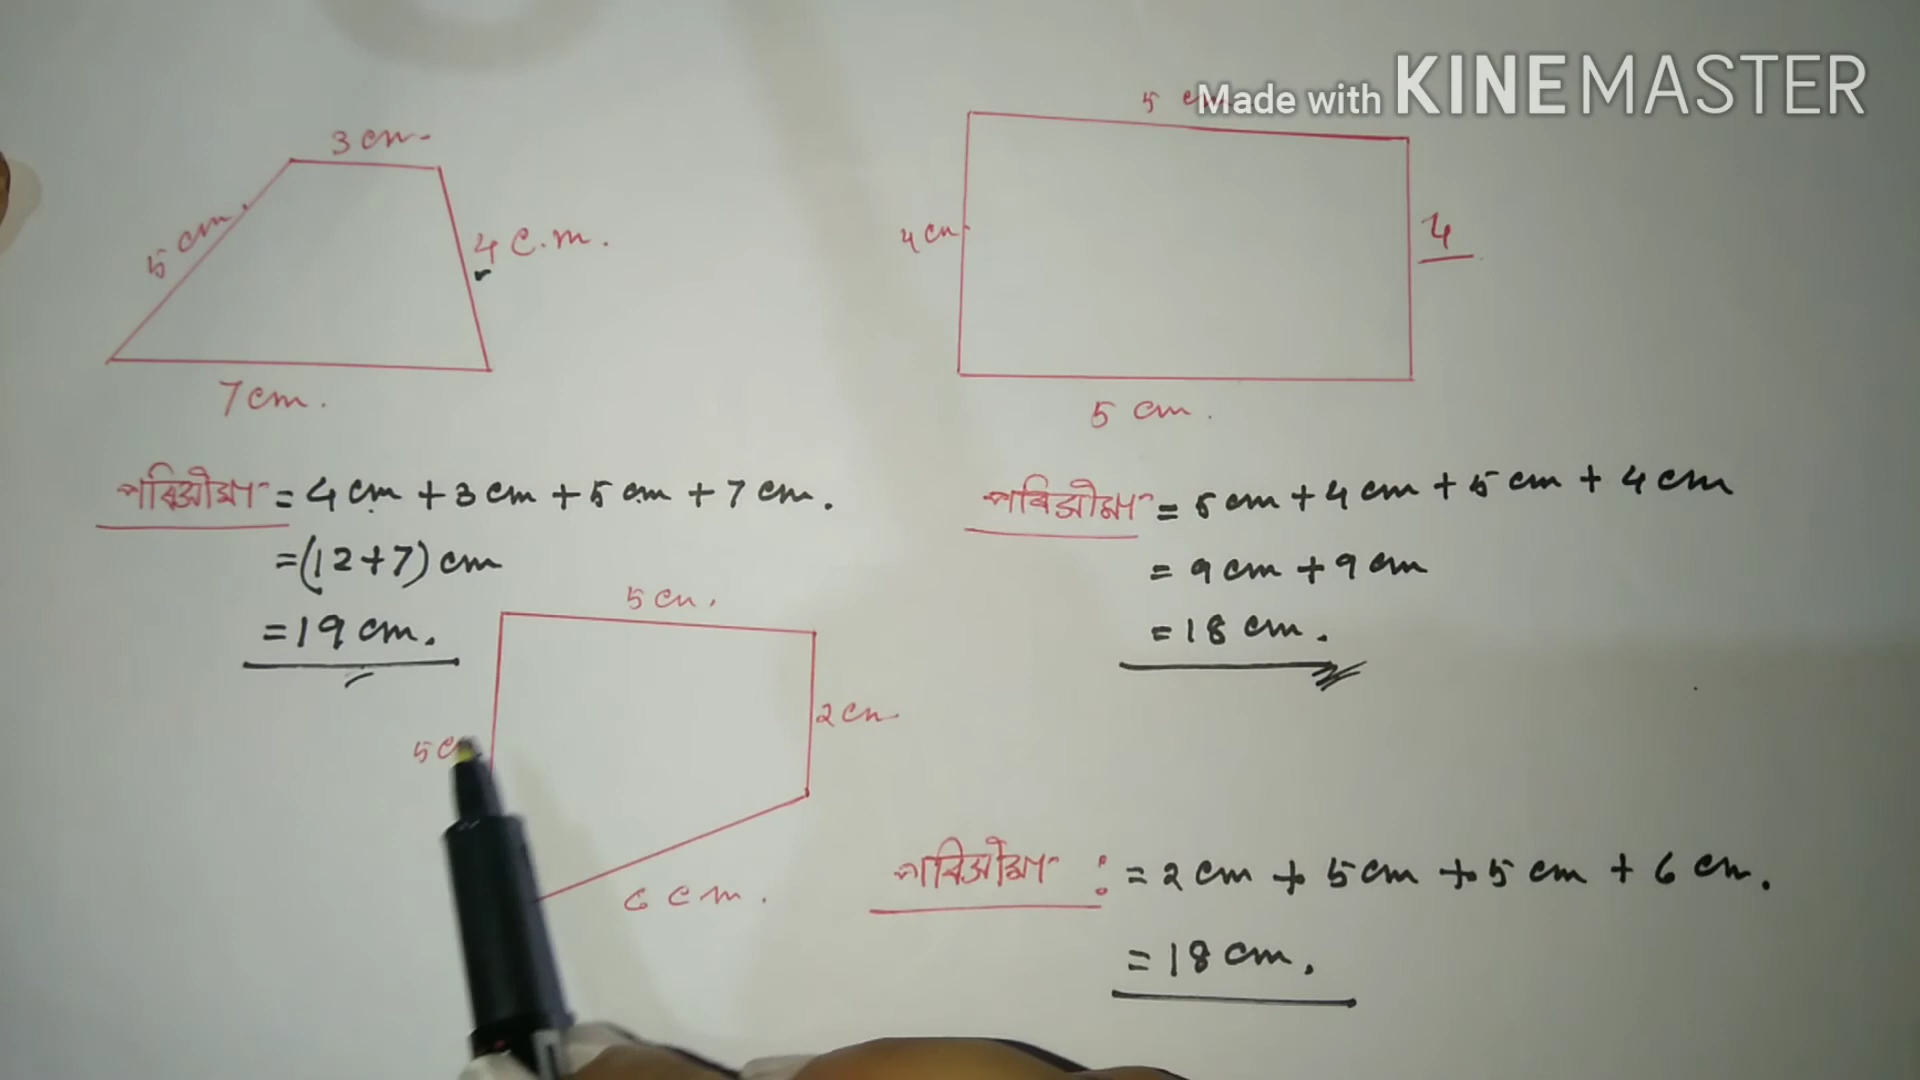 Made with KINEMASTER
3 cm
5 cm
4 c.m.
7 cm.
পৰিসীমা = 4 cm + 3 cm + 5 cm + 7 cm.
= (12+7) cm
= 19 cm.
5 cm
4 cm
4
5 cm.
পৰিসীমা = 5 cm + 4 cm + 5 cm + 4 cm
= 9 cm + 9 cm
= 18 cm.
5 cm.
2 cm
5 cm
6 cm.
পৰিসীমা : = 2 cm + 5 cm + 5 cm + 6 cm.
= 18 cm.